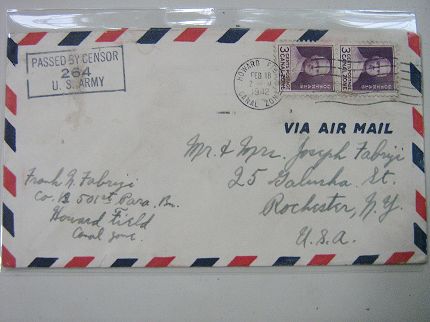 PASSED BY CENSOR
264
U. S. ARMY
HOWARD
FEB 18
1942
CANAL ZONE
3
CANAL ZONE
3
CANAL ZONE
VIA AIR MAIL
Mr & Mrs. Joseph Fabrizi
25 Galusha St.
Rochester, N.Y.
U.S.A.
Frank N. Fabrizi
Co. B 501st Para. Bn.
Howard Field
Canal Zone